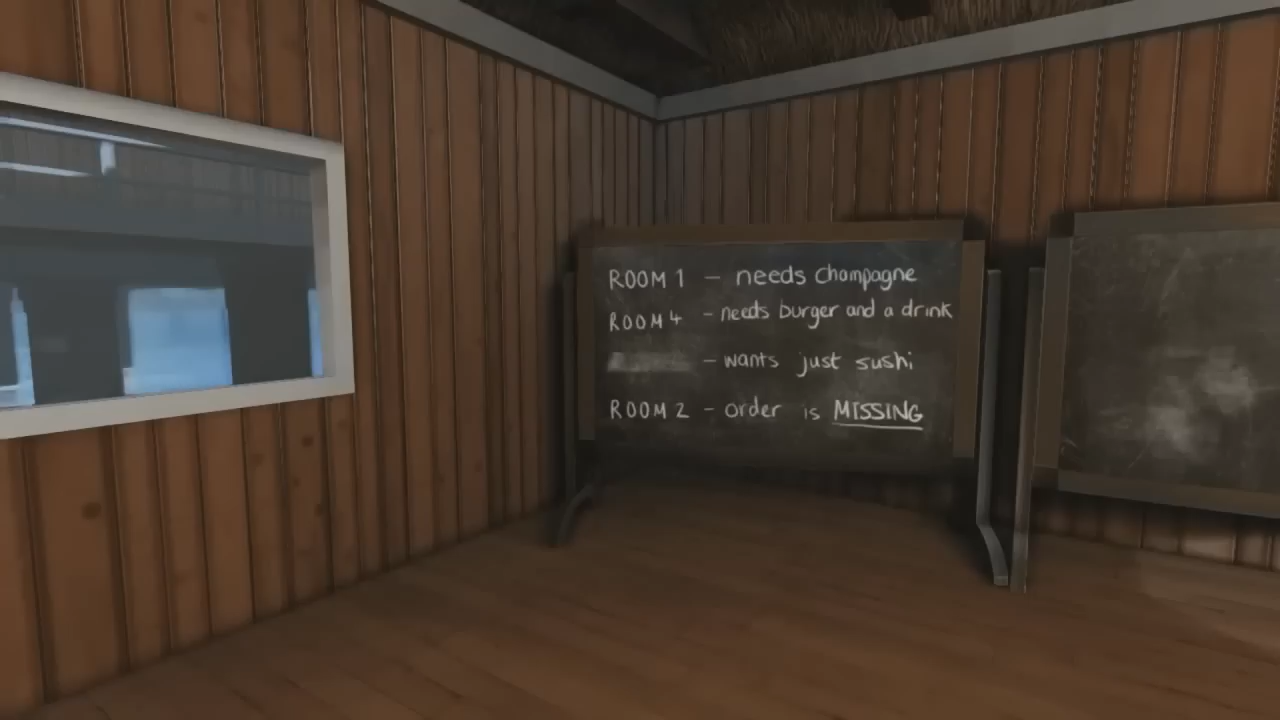 ROOM 1 – needs champagne
ROOM 4 – needs burger and a drink
– wants just sushi
ROOM 2 – order is MISSING